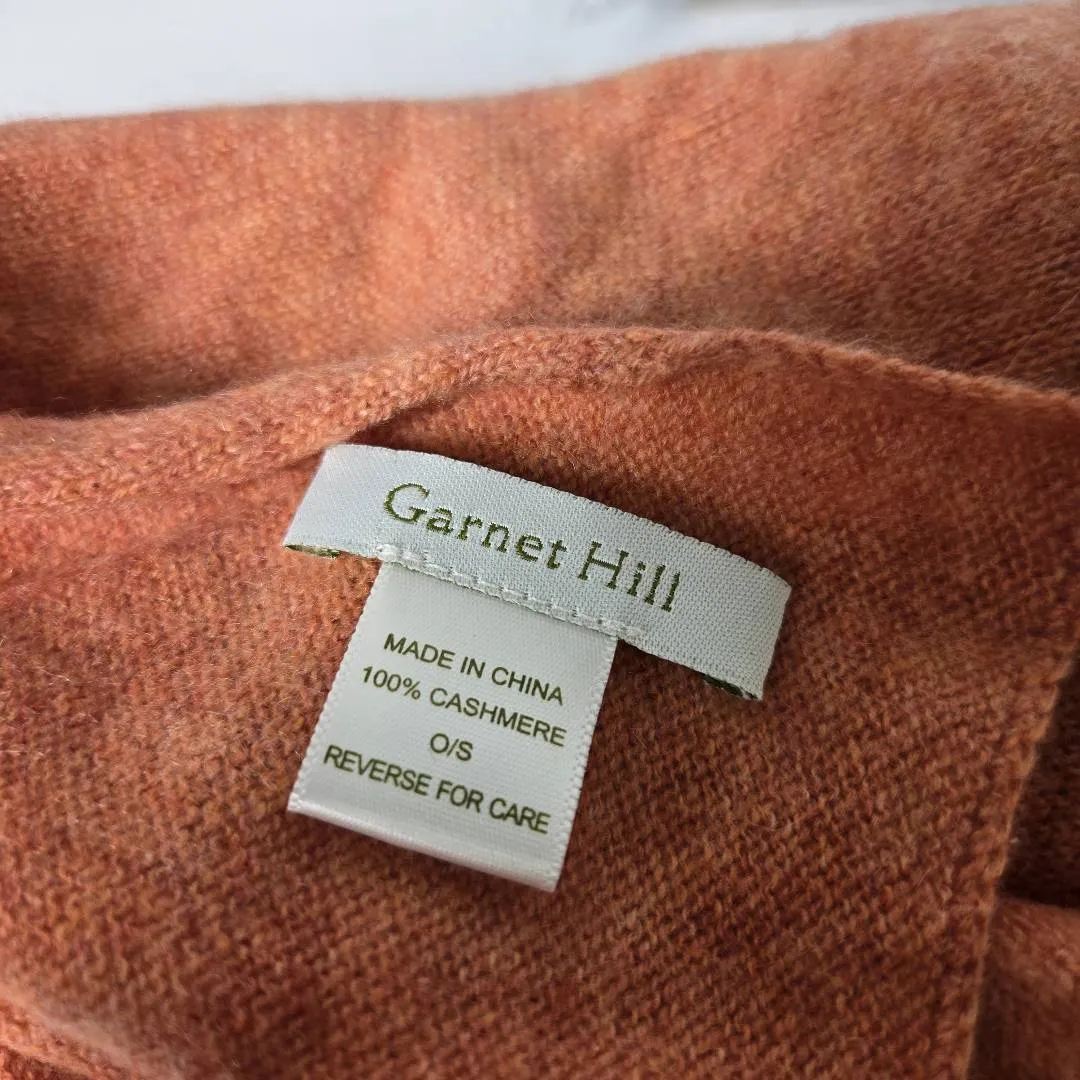 Garnet Hill
MADE IN CHINA
100% CASHMERE
O/S
REVERSE FOR CARE